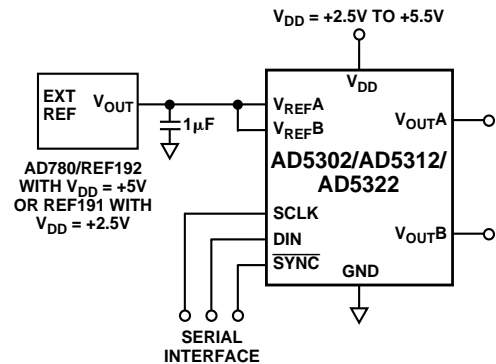 V_DD = +2.5V TO +5.5V
EXT
REF
V_OUT
1μF
AD780/REF192
WITH V_DD = +5V
OR REF191 WITH
V_DD = +2.5V
V_DD
V_REFA
V_REFB
V_OUTA
AD5302/AD5312/
AD5322
SCLK
DIN
S̅Y̅N̅C̅
V_OUTB
GND
SERIAL
INTERFACE